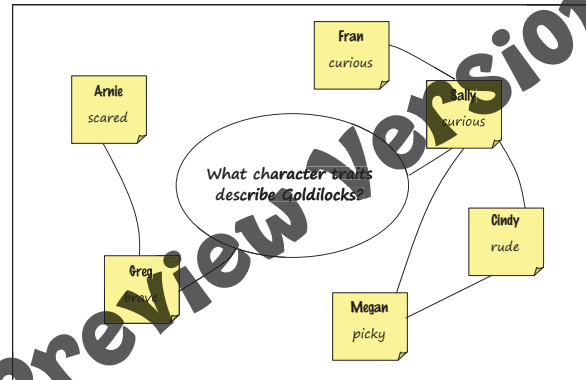 Fran
curious
Arnie
scared
Sally
curious
What character traits
describe Goldilocks?
Cindy
rude
Greg
brave
Megan
picky
Preview Version